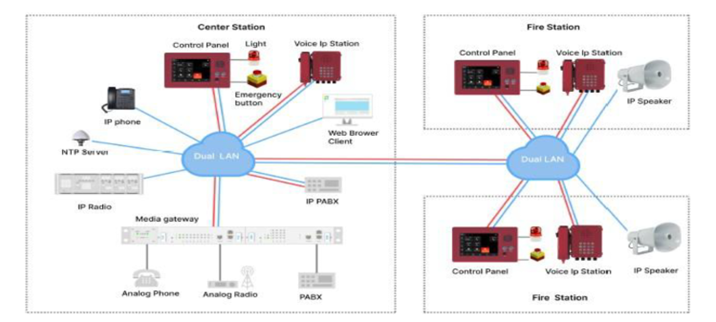 Center Station
Control Panel
Light
Voice Ip Station
IP phone
Emergency
button
Web Brower
Client
NTP Server
Dual LAN
IP Radio
IP PABX
Media gateway
Analog Phone
Analog Radio
PABX
Fire Station
Control Panel
Voice Ip Station
IP Speaker
Dual LAN
Control Panel
Voice Ip Station
IP Speaker
Fire Station